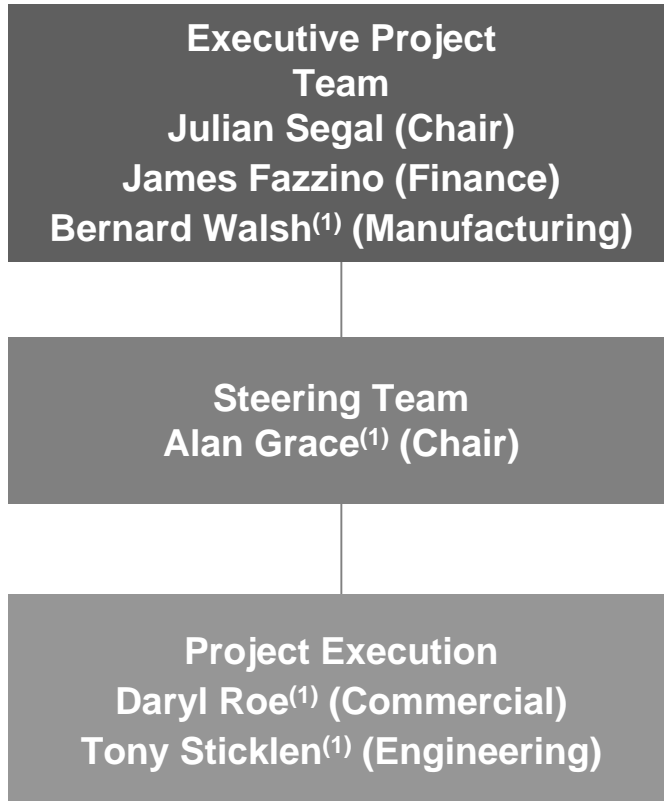 Executive Project
Team
Julian Segal (Chair)
James Fazzino (Finance)
Bernard Walsh(1) (Manufacturing)
Steering Team
Alan Grace(1) (Chair)
Project Execution
Daryl Roe(1) (Commercial)
Tony Sticklen(1) (Engineering)